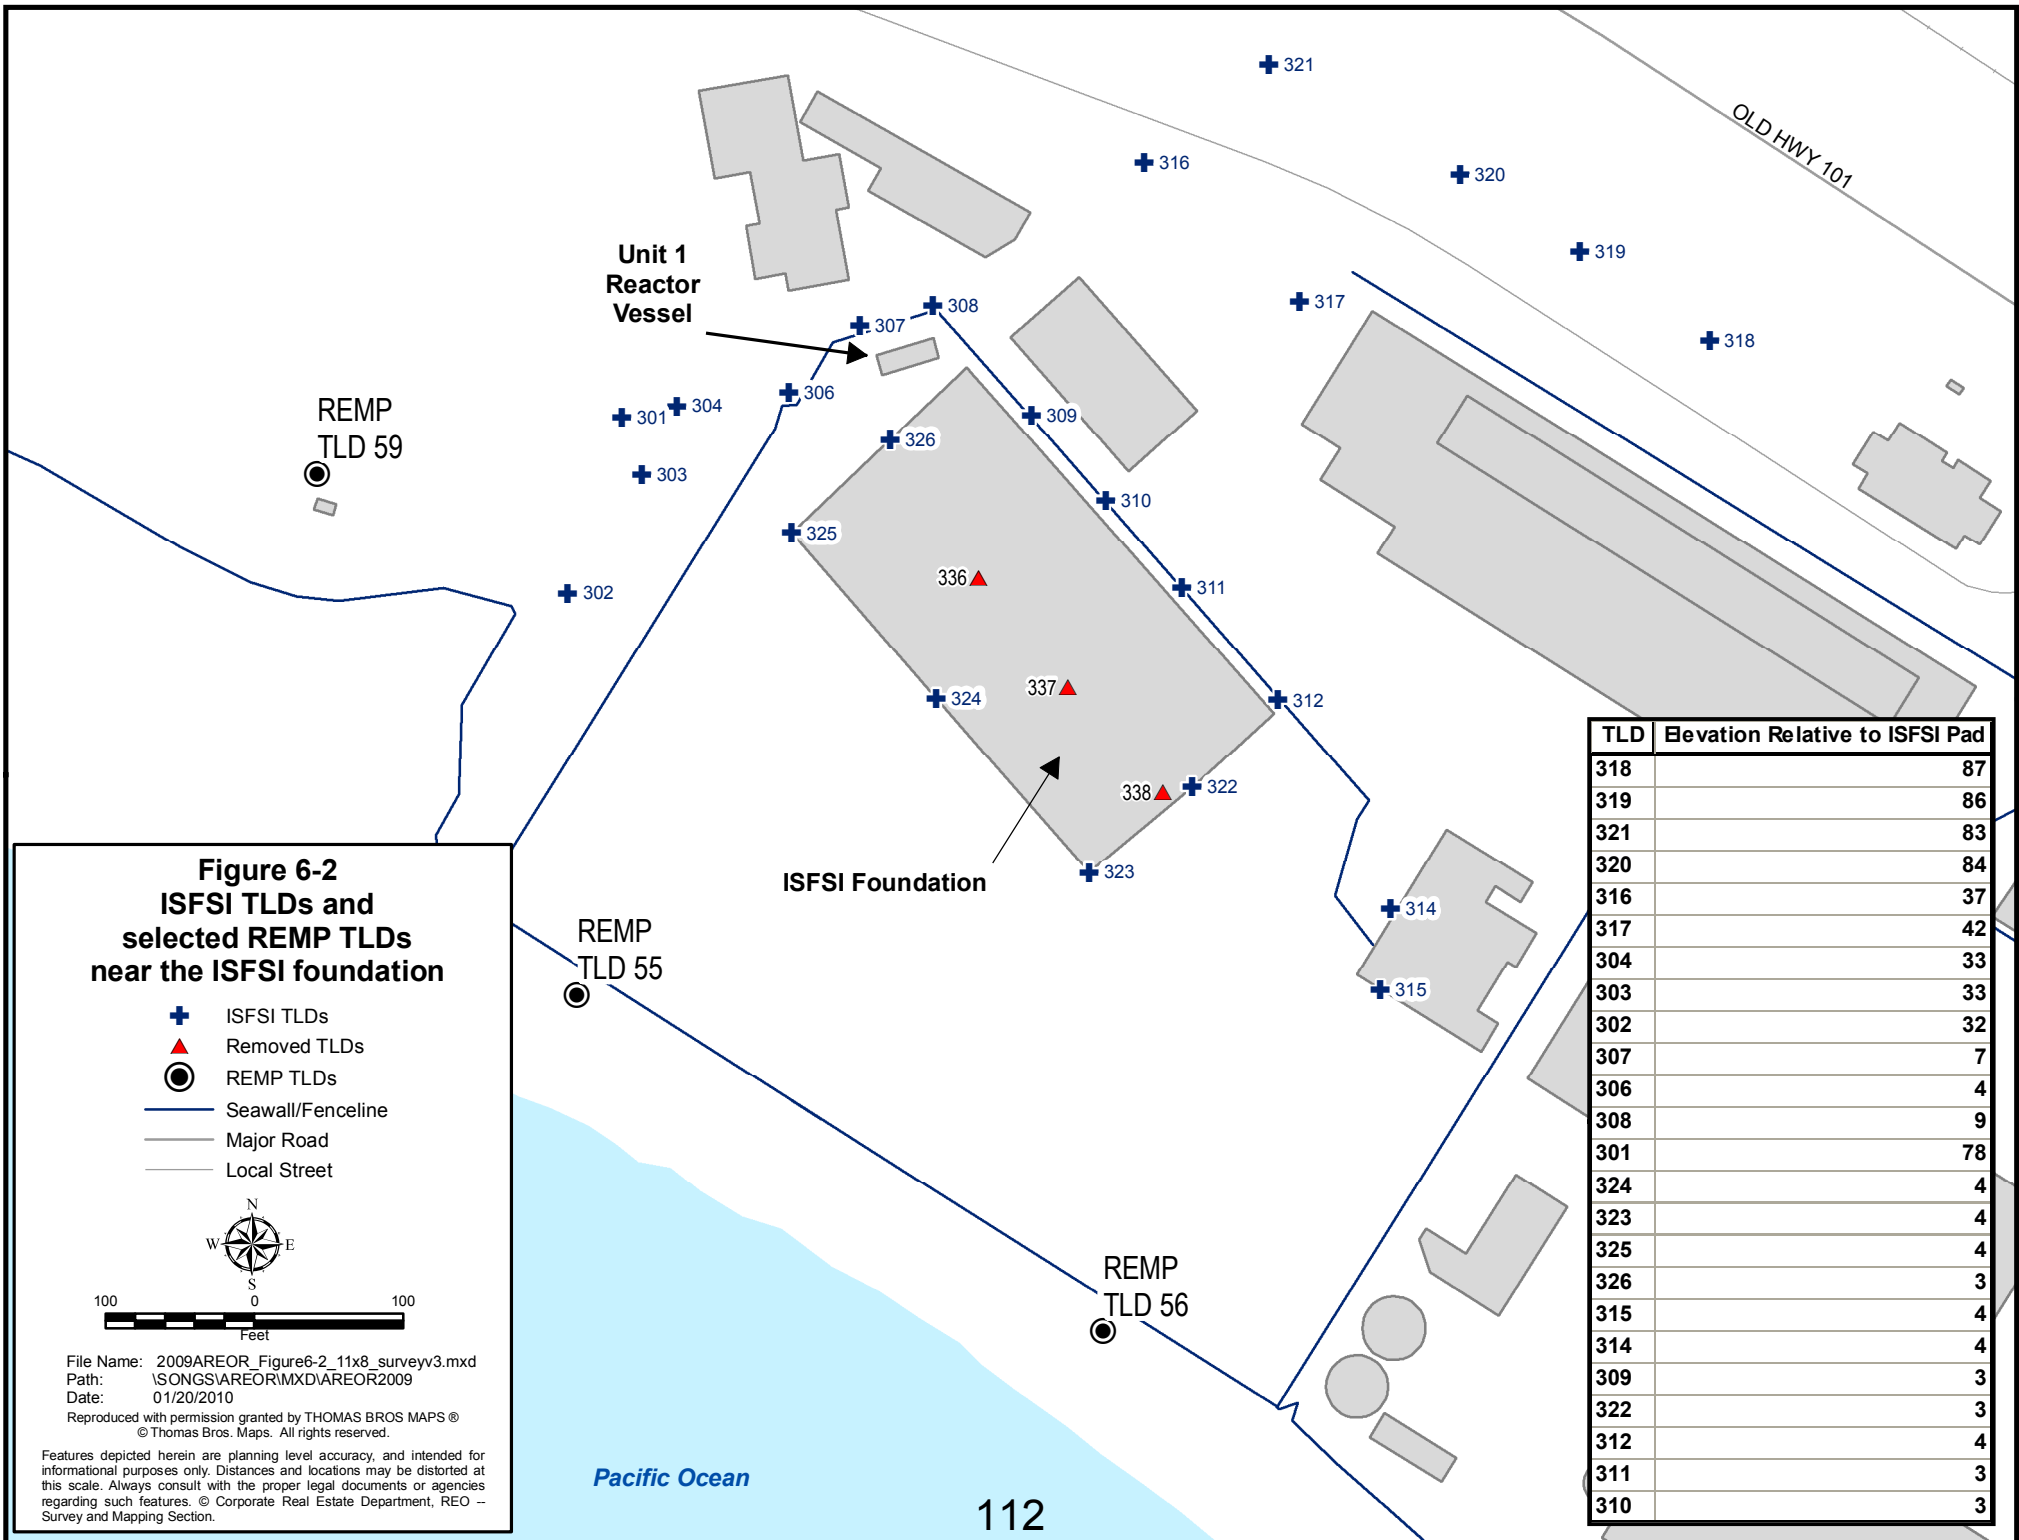 321
316
320
OLD HWY 101
319
317
318
Unit 1
Reactor
Vessel
308
307
306
304
301
309
REMP
TLD 59
326
303
310
325
336
311
302
337
324
312
338
322
323
ISFSI Foundation
314
315
REMP
TLD 55
REMP
TLD 56
Pacific Ocean
112
Figure 6-2
ISFSI TLDs and
selected REMP TLDs
near the ISFSI foundation
ISFSI TLDs
Removed TLDs
REMP TLDs
Seawall/Fenceline
Major Road
Local Street
N
W E
S
100 0 100
Feet
File Name: 2009AREOR_Figure6-2_11x8_surveyv3.mxd
Path: \SONGS\AREOR\MXD\AREOR2009
Date: 01/20/2010
Reproduced with permission granted by THOMAS BROS MAPS ®
© Thomas Bros. Maps. All rights reserved.
Features depicted herein are planning level accuracy, and intended for
informational purposes only. Distances and locations may be distorted at
this scale. Always consult with the proper legal documents or agencies
regarding such features. © Corporate Real Estate Department, REO --
Survey and Mapping Section.
TLD Elevation Relative to ISFSI Pad
318 87
319 86
321 83
320 84
316 37
317 42
304 33
303 33
302 32
307 7
306 4
308 9
301 78
324 4
323 4
325 4
326 3
315 4
314 4
309 3
322 3
312 4
311 3
310 3